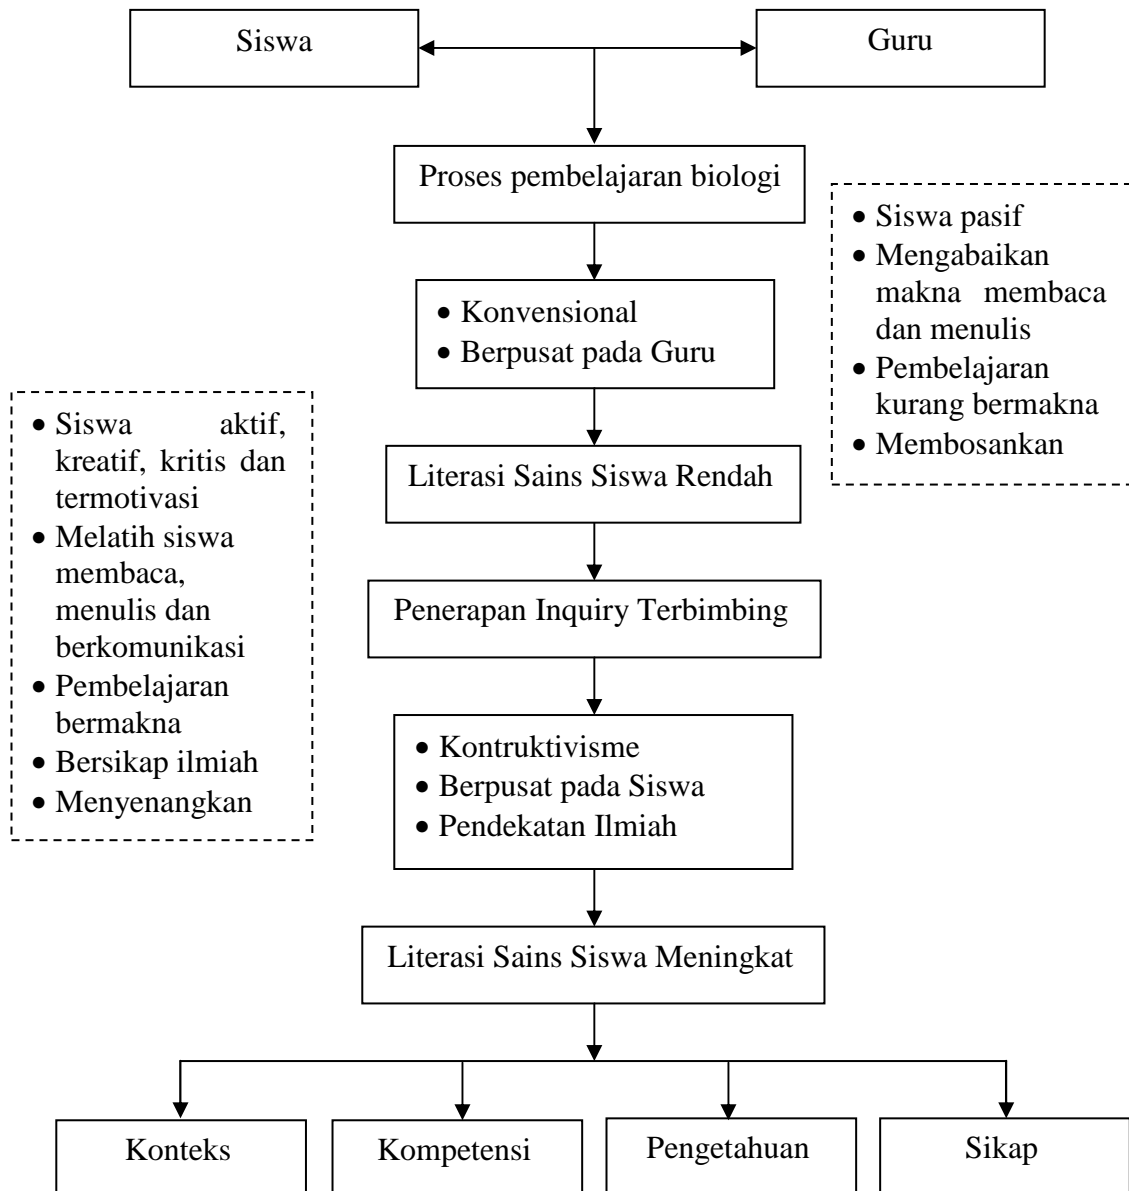 Siswa
Guru
Proses pembelajaran biologi
• Siswa pasif
• Mengabaikan
makna membaca
dan menulis
• Pembelajaran
kurang bermakna
• Membosankan
• Konvensional
• Berpusat pada Guru
• Siswa aktif,
kreatif, kritis dan
termotivasi
• Melatih siswa
membaca,
menulis dan
berkomunikasi
• Pembelajaran
bermakna
• Bersikap ilmiah
• Menyenangkan
Literasi Sains Siswa Rendah
Penerapan Inquiry Terbimbing
• Kontruktivisme
• Berpusat pada Siswa
• Pendekatan Ilmiah
Literasi Sains Siswa Meningkat
Konteks
Kompetensi
Pengetahuan
Sikap